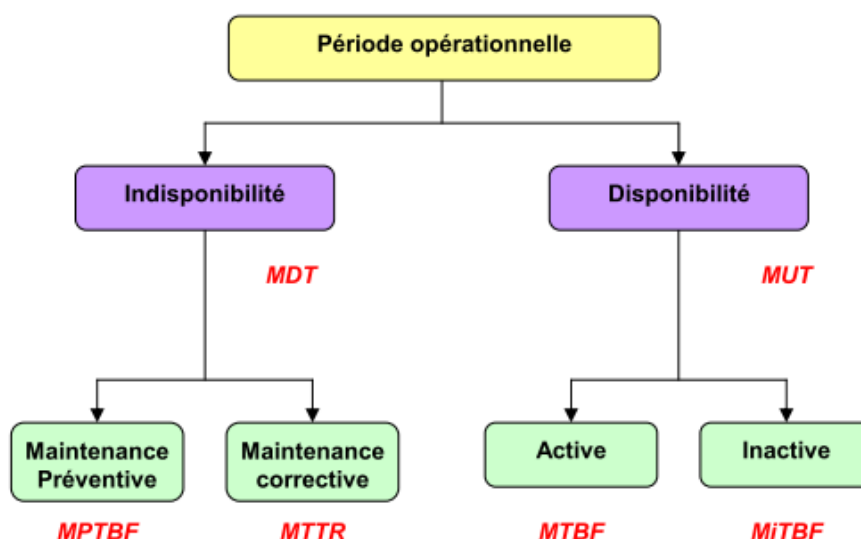 Période opérationnelle
Indisponibilité
Disponibilité
MDT
MUT
Maintenance
Préventive
Maintenance
corrective
Active
Inactive
MPTBF
MTTR
MTBF
MiTBF